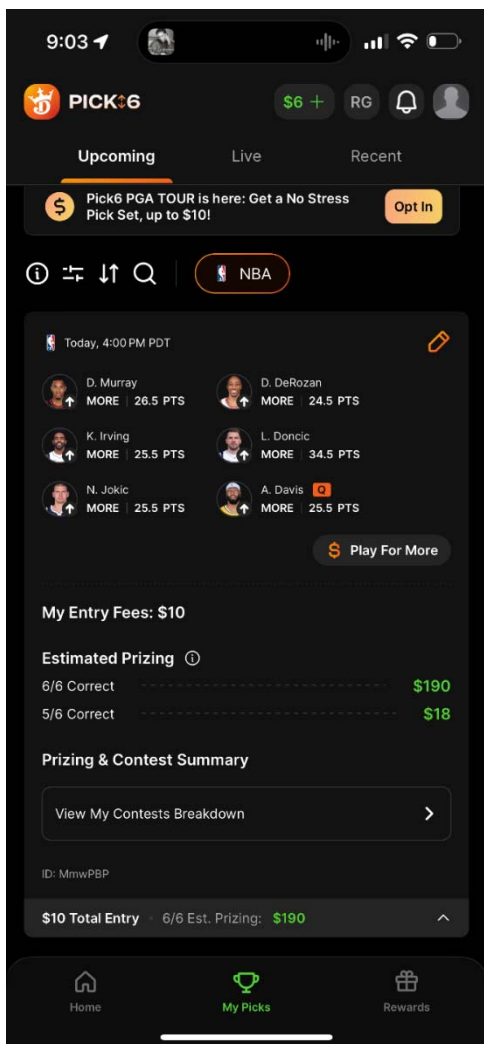 9:03
PICK6
$6 +
RG
Upcoming
Live
Recent
Pick6 PGA TOUR is here: Get a No Stress
Pick Set, up to $10!
Opt In
NBA
Today, 4:00 PM PDT
D. Murray
MORE | 26.5 PTS
D. DeRozan
MORE | 24.5 PTS
K. Irving
MORE | 25.5 PTS
L. Doncic
MORE | 34.5 PTS
N. Jokic
MORE | 25.5 PTS
A. Davis Q
MORE | 25.5 PTS
$ Play For More
My Entry Fees: $10
Estimated Prizing
6/6 Correct $190
5/6 Correct $18
Prizing & Contest Summary
View My Contests Breakdown
ID: MmwPBP
$10 Total Entry • 6/6 Est. Prizing: $190
Home
My Picks
Rewards